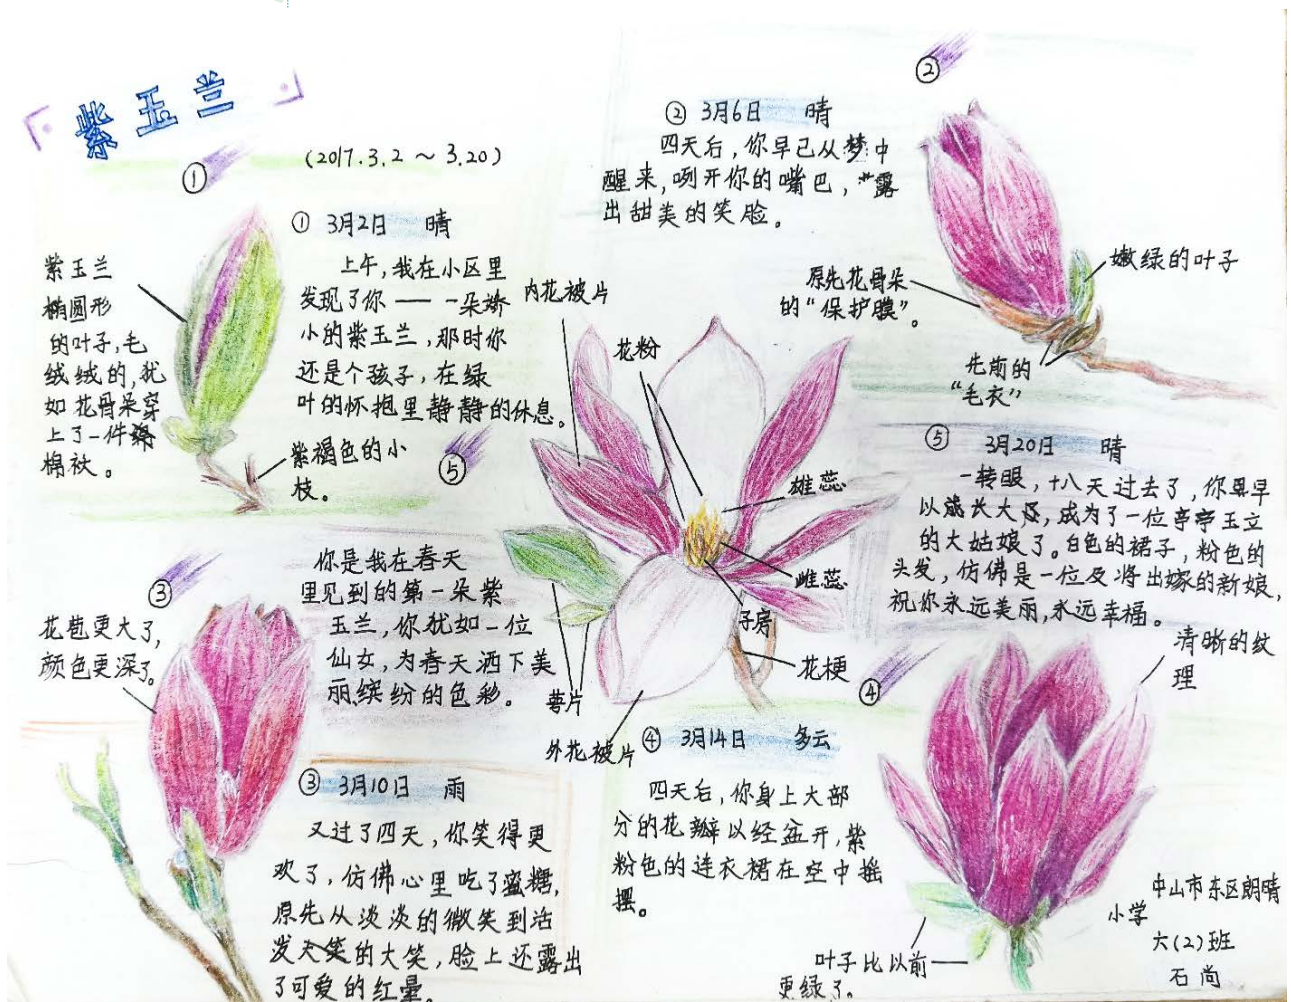 紫玉兰
(2017.3.2～3.20)
①
紫玉兰
椭圆形
的叶子,毛
绒绒的,犹
如花骨朵穿
上了一件
棉袄。
① 3月2日 晴
上午,我在小区里
发现了你——一朵娇
小的紫玉兰,那时你
还是个孩子,在绿
叶的怀抱里静静的休息。
紫褐色的小
枝。
②
② 3月6日 晴
四天后,你早已从梦中
醒来,咧开你的嘴巴,露
出甜美的笑脸。
嫩绿的叶子
原先花骨朵
的“保护膜”。
先前的
“毛衣”
③
花苞更大了,
颜色更深了。
③ 3月10日 雨
又过了四天,你笑得更
欢了,仿佛心里吃了蜜糖,
原先从淡淡的微笑到活
泼的大笑,脸上还露出
了可爱的红晕。
④
④ 3月14日 多云
四天后,你身上大部
分的花瓣以经盆开,紫
粉色的连衣裙在空中摇
摆。
清晰的纹
理
叶子比以前
更绿了。
⑤
内花被片
花粉
雄蕊
雌蕊
子房
花梗
萼片
外花被片
⑤ 3月20日 晴
一转眼,十八天过去了,你早
以成长大,成为了一位亭亭玉立
的大姑娘了。白色的裙子,粉色的
头发,仿佛是一位及将出嫁的新娘,
祝你永远美丽,永远幸福。
你是我在春天
里见到的第一朵紫
玉兰,你犹如一位
仙女,为春天洒下美
丽缤纷的色彩。
中山市东区朗晴
小学
六(2)班
石尚